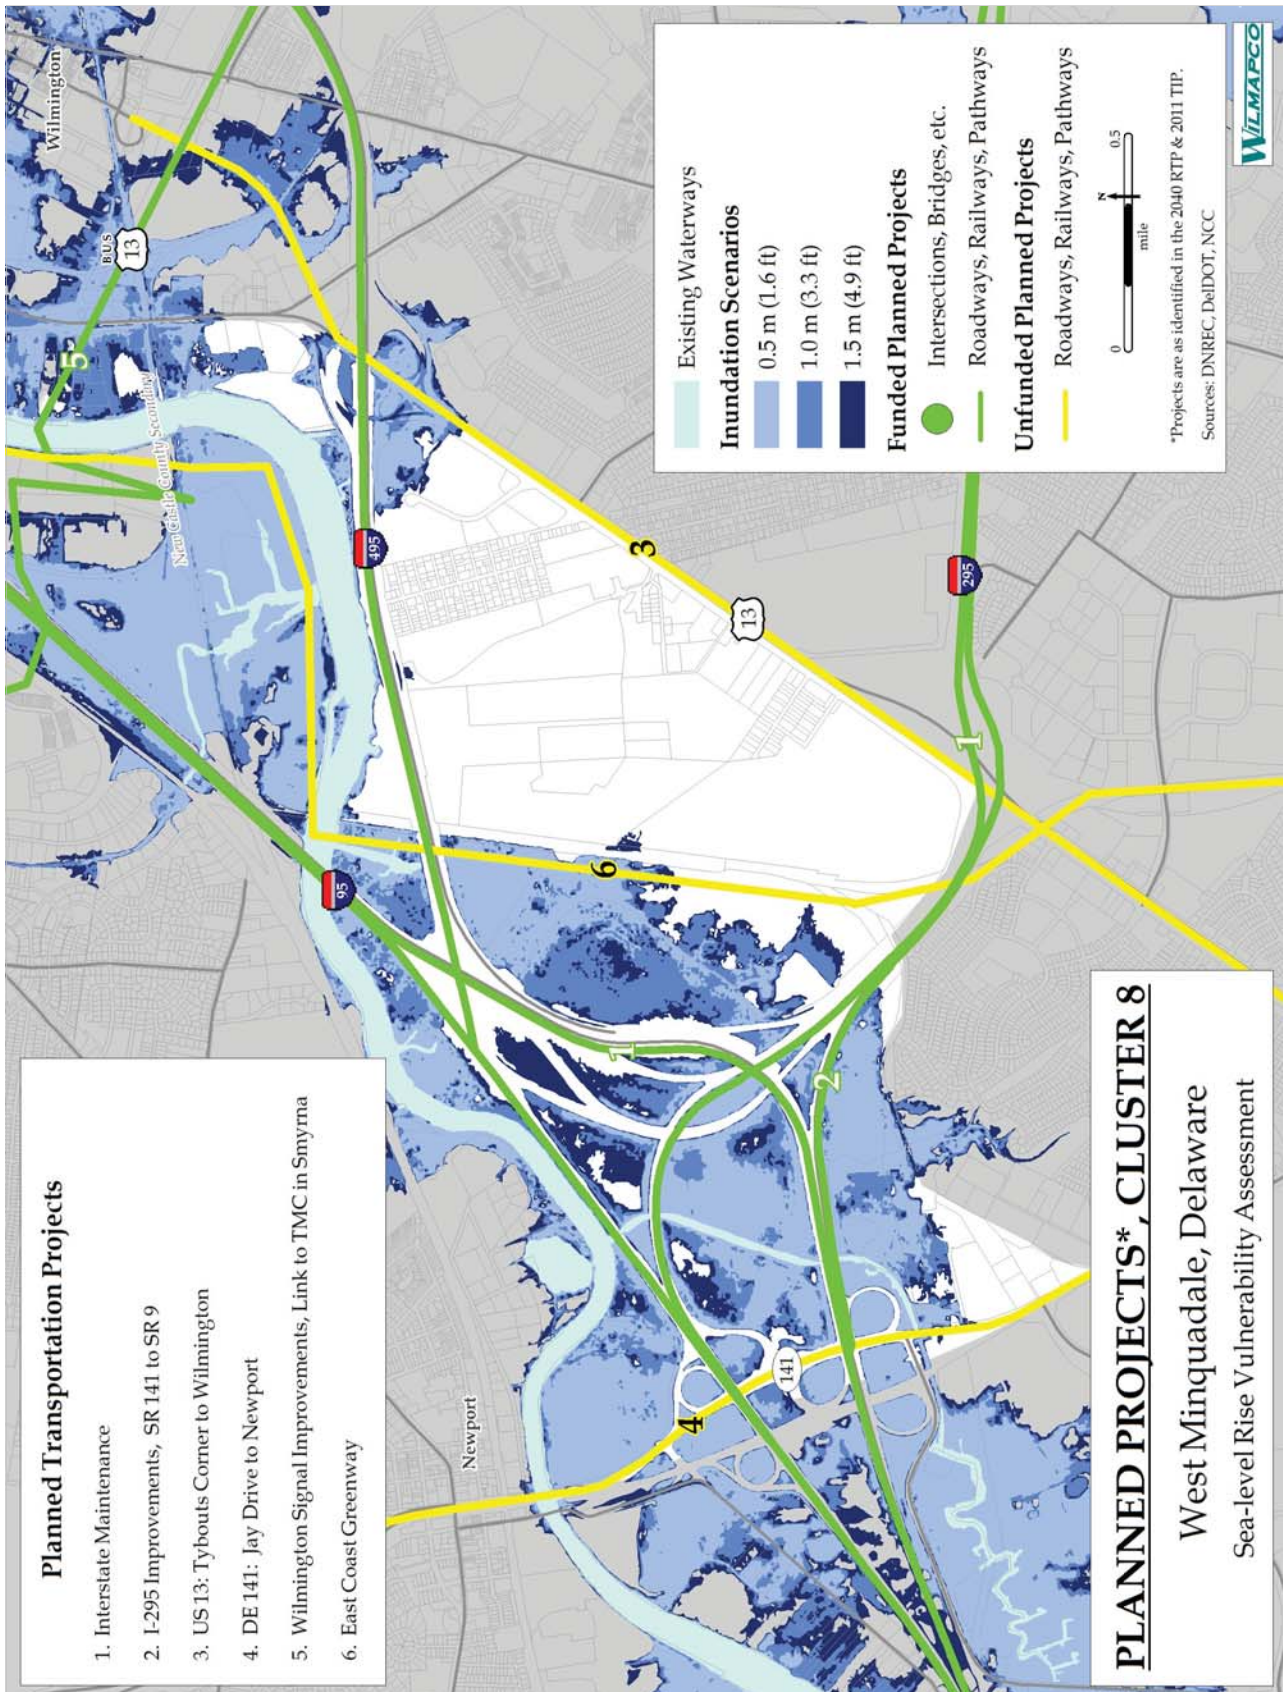 Planned Transportation Projects
1. Interstate Maintenance
2. I-295 Improvements, SR 141 to SR 9
3. US 13: Tybouts Corner to Wilmington
4. DE 141: Jay Drive to Newport
5. Wilmington Signal Improvements, Link to TMC in Smyrna
6. East Coast Greenway
Wilmington
BUS
13
5
New Castle County Secondary
495
95
3
13
6
295
1
1
2
141
4
Newport
Existing Waterways
Inundation Scenarios
0.5 m (1.6 ft)
1.0 m (3.3 ft)
1.5 m (4.9 ft)
Funded Planned Projects
Intersections, Bridges, etc.
Roadways, Railways, Pathways
Unfunded Planned Projects
Roadways, Railways, Pathways
N
0 0.5
mile
*Projects are as identified in the 2040 RTP & 2011 TIP.
Sources: DNREC, DelDOT, NCC
WILMAPCO
PLANNED PROJECTS*, CLUSTER 8
West Minquadale, Delaware
Sea-level Rise Vulnerability Assessment